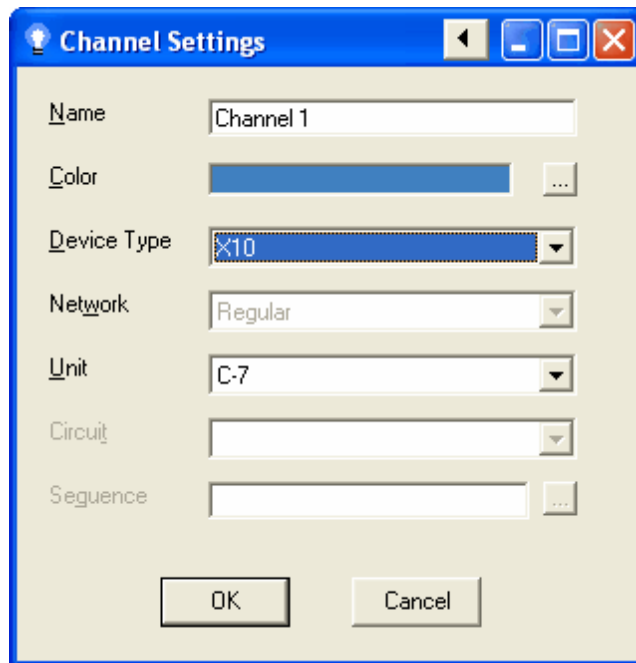 Channel Settings
Name
Channel 1
Color
...
Device Type
X10
Network
Regular
Unit
C-7
Circuit
Sequence
...
OK
Cancel